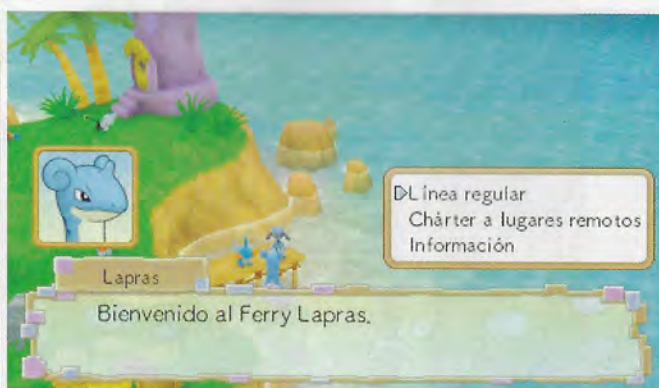 Línea regular
Chárter a lugares remotos
Información
Lapras
Bienvenido al Ferry Lapras.